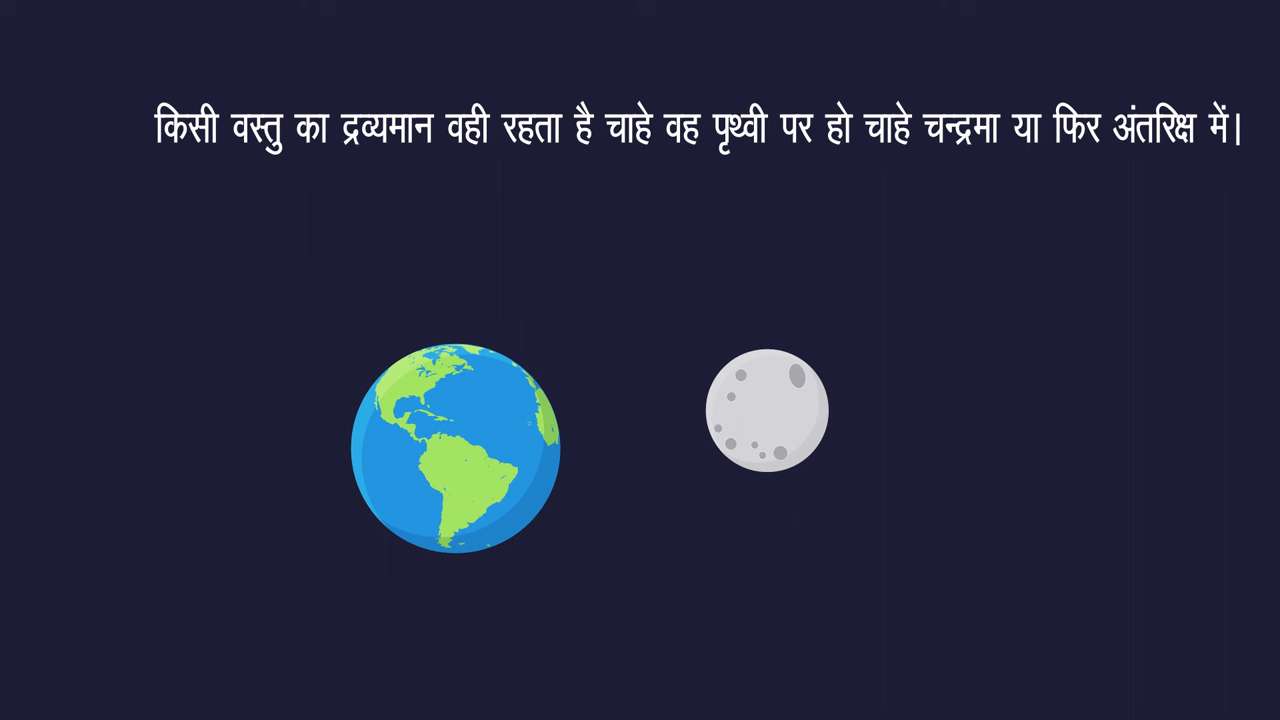 किसी वस्तु का द्रव्यमान वही रहता है चाहे वह पृथ्वी पर हो चाहे चन्द्रमा या फिर अंतरिक्ष में|